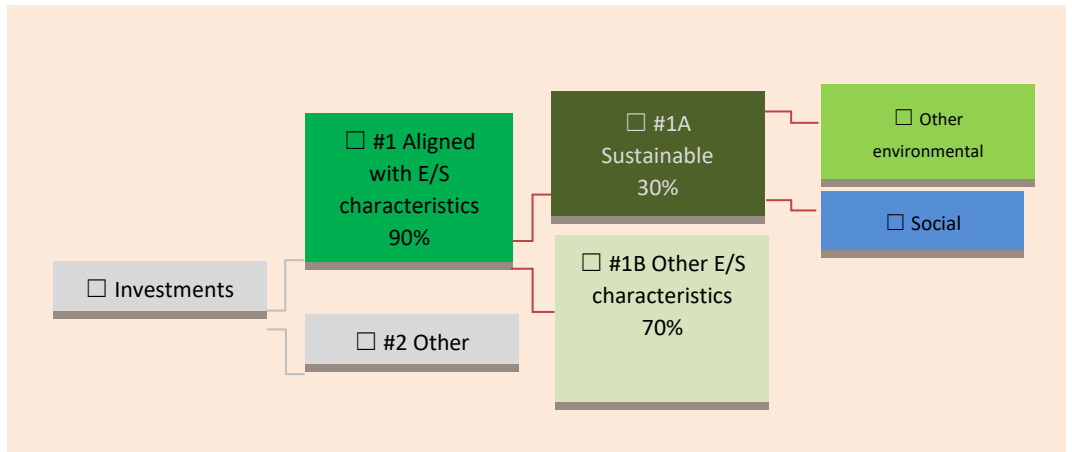 ☐ Investments
☐ #1 Aligned
with E/S
characteristics
90%
☐ #2 Other
☐ #1A
Sustainable
30%
☐ #1B Other E/S
characteristics
70%
☐ Other
environmental
☐ Social